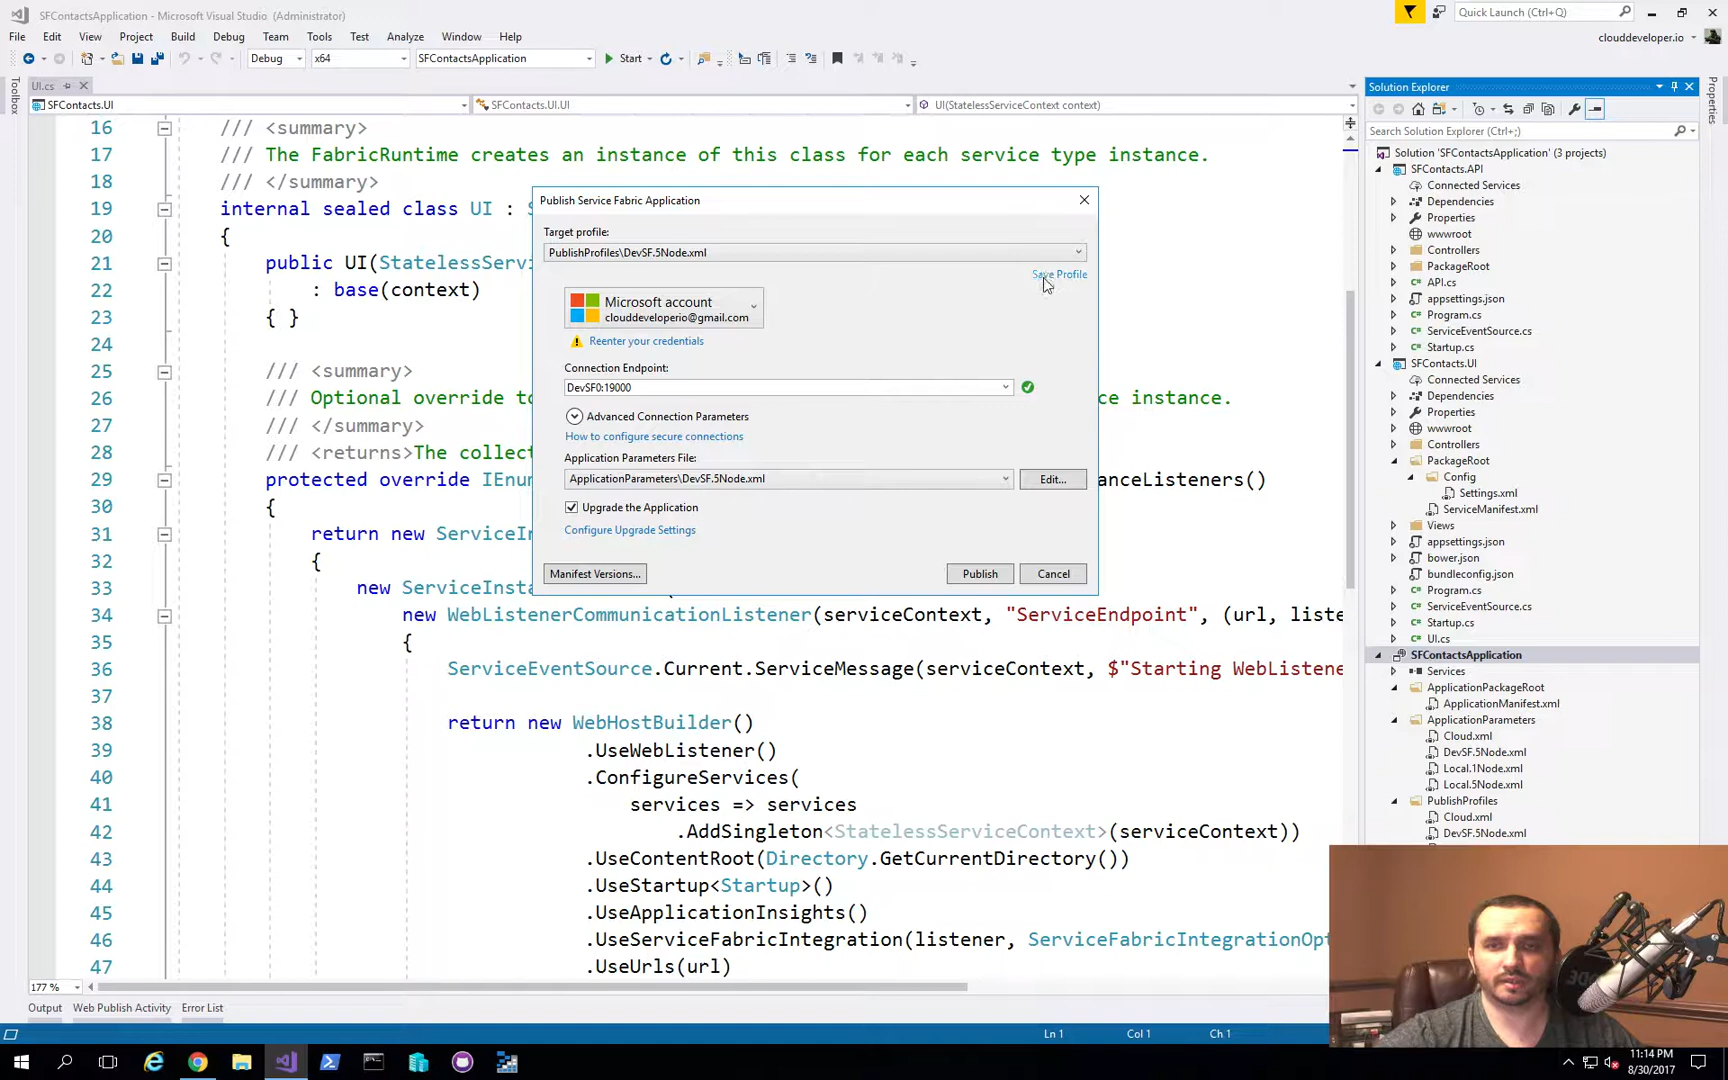 SFContactsApplication - Microsoft Visual Studio (Administrator)
Quick Launch (Ctrl+Q)
File Edit View Project Build Debug Team Tools Test Analyze Window Help
clouddeveloper.io
Debug x64 SFContactsApplication Start
UI.cs
Toolbox
SFContacts.UI SFContacts.UI.UI UI(StatelessServiceContext context)
16 /// <summary>
17 /// The FabricRuntime creates an instance of this class for each service type instance.
18 /// </summary>
19 internal sealed class UI :
20 {
21 public UI(StatelessServi
22 : base(context)
23 { }
24
25 /// <summary>
26 /// Optional override to ce instance.
27 /// </summary>
28 /// <returns>The collect
29 protected override IEnum anceListeners()
30 {
31 return new ServiceIn
32 {
33 new ServiceInst
34 new WebListenerCommunicationListener(serviceContext, "ServiceEndpoint", (url, liste
35 {
36 ServiceEventSource.Current.ServiceMessage(serviceContext, $"Starting WebListene
37
38 return new WebHostBuilder()
39 .UseWebListener()
40 .ConfigureServices(
41 services => services
42 .AddSingleton<StatelessServiceContext>(serviceContext))
43 .UseContentRoot(Directory.GetCurrentDirectory())
44 .UseStartup<Startup>()
45 .UseApplicationInsights()
46 .UseServiceFabricIntegration(listener, ServiceFabricIntegrationOpt
47 .UseUrls(url)
177 %
Output Web Publish Activity Error List
Ln 1 Col 1 Ch 1
Publish Service Fabric Application
Target profile:
PublishProfiles\DevSF.5Node.xml
Save Profile
Microsoft account
clouddeveloperio@gmail.com
Reenter your credentials
Connection Endpoint:
DevSF0:19000
Advanced Connection Parameters
How to configure secure connections
Application Parameters File:
ApplicationParameters\DevSF.5Node.xml
Edit...
Upgrade the Application
Configure Upgrade Settings
Manifest Versions...
Publish
Cancel
Solution Explorer
Properties
Search Solution Explorer (Ctrl+;)
Solution 'SFContactsApplication' (3 projects)
SFContacts.API
Connected Services
Dependencies
Properties
wwwroot
Controllers
PackageRoot
API.cs
appsettings.json
Program.cs
ServiceEventSource.cs
Startup.cs
SFContacts.UI
Connected Services
Dependencies
Properties
wwwroot
Controllers
PackageRoot
Config
Settings.xml
ServiceManifest.xml
Views
appsettings.json
bower.json
bundleconfig.json
Program.cs
ServiceEventSource.cs
Startup.cs
UI.cs
SFContactsApplication
Services
ApplicationPackageRoot
ApplicationManifest.xml
ApplicationParameters
Cloud.xml
DevSF.5Node.xml
Local.1Node.xml
Local.5Node.xml
PublishProfiles
Cloud.xml
DevSF.5Node.xml
11:14 PM
8/30/2017